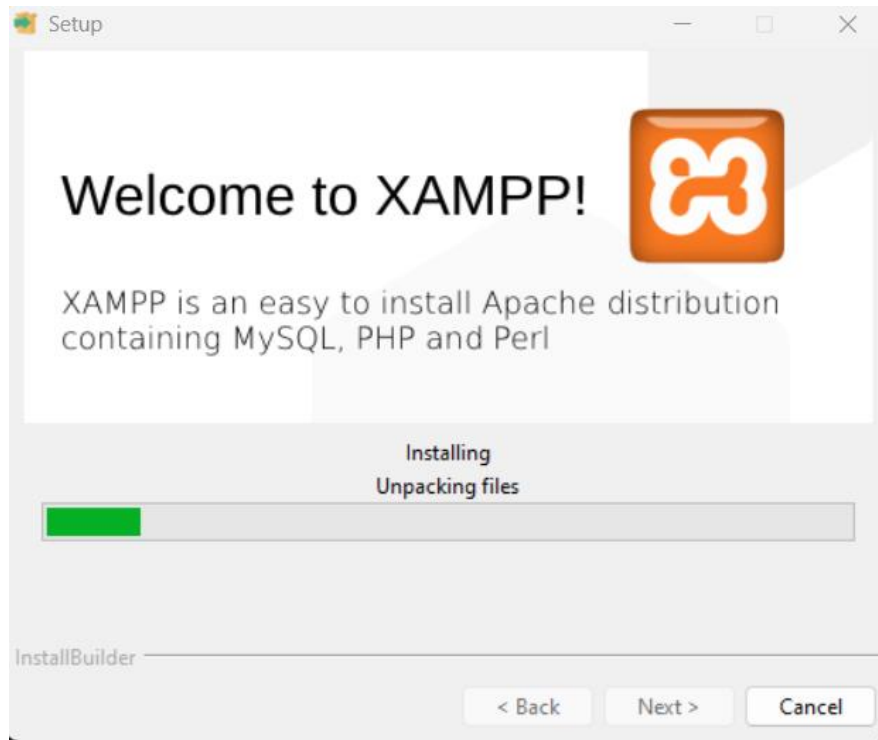 Setup
Welcome to XAMPP!
XAMPP is an easy to install Apache distribution
containing MySQL, PHP and Perl
Installing
Unpacking files
InstallBuilder
< Back
Next >
Cancel